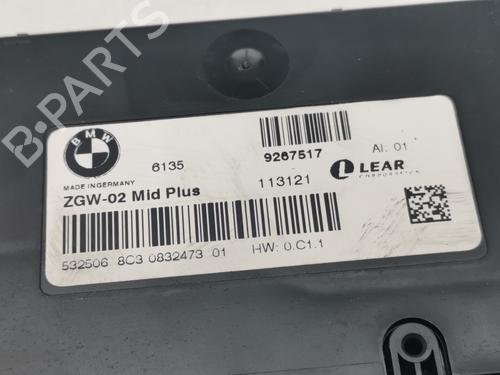 B-PARTS
BMW
6135
9267517
AI: 01
MADE IN GERMANY
ZGW-02 Mid Plus
113121
LEAR
CORPORATION
532506 8C3 0832473 01
HW: 0.C1.1